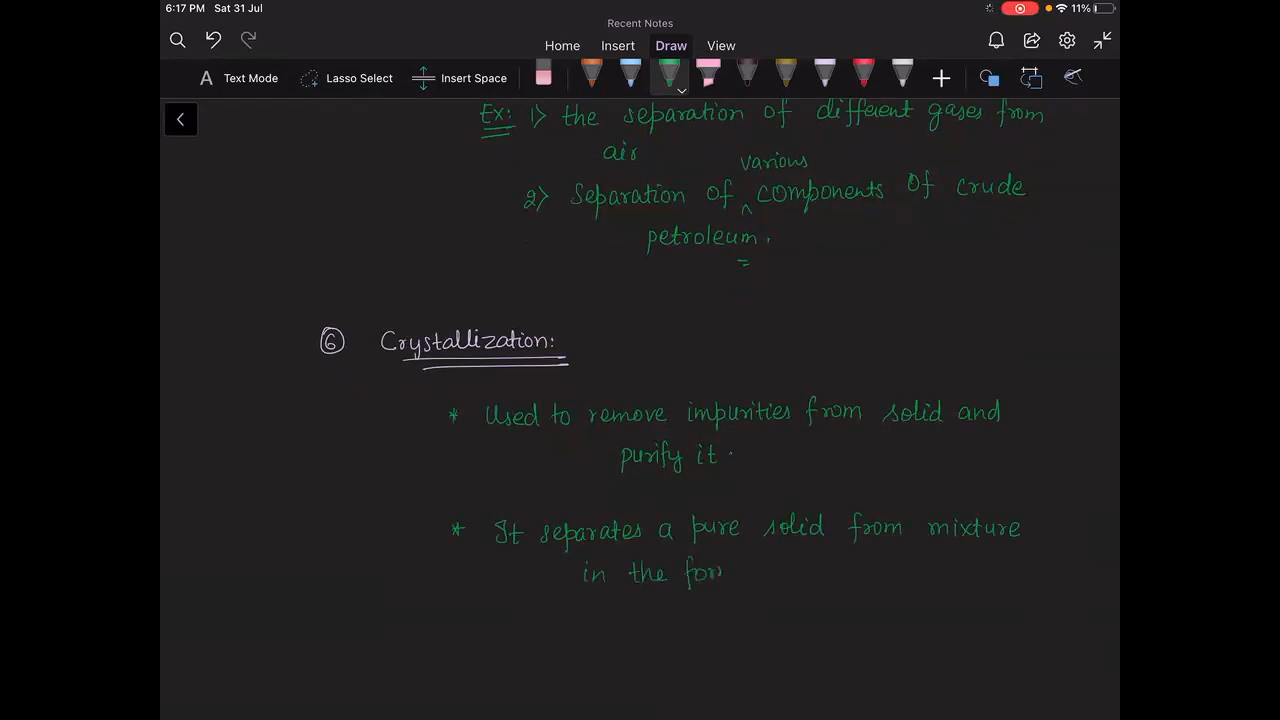 6:17 PM Sat 31 Jul
11%
Recent Notes
Home Insert Draw View
A Text Mode Lasso Select Insert Space
Ex: 1> the separation of different gases from
air
various
2> Separation of ^ components of crude
petroleum.
6 Crystallization:
* Used to remove impurities from solid and
purify it.
* It separates a pure solid from mixture
in the for